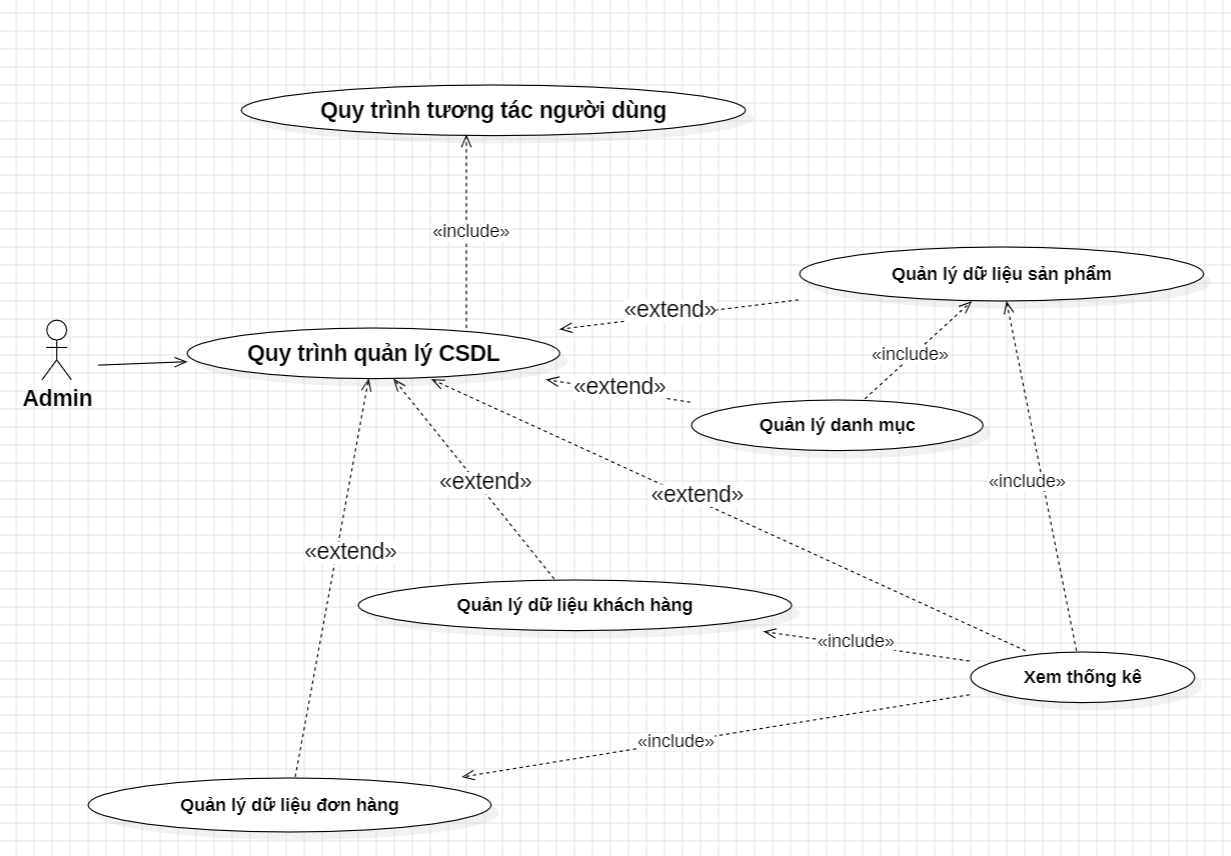 Quy trình tương tác người dùng
«include»
Quản lý dữ liệu sản phẩm
«extend»
Quy trình quản lý CSDL
«include»
«extend»
Admin
Quản lý danh mục
«extend»
«include»
«extend»
«extend»
Quản lý dữ liệu khách hàng
«include»
Xem thống kê
«include»
Quản lý dữ liệu đơn hàng